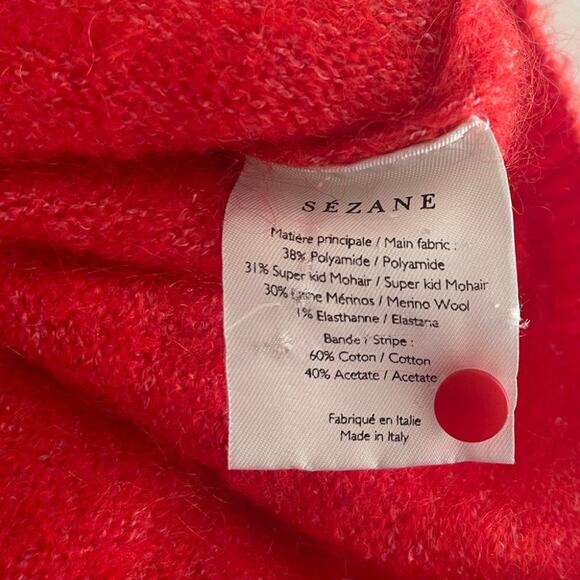 SÉZANE
Matière principale / Main fabric :
38% Polyamide / Polyamide
31% Super kid Mohair / Super kid Mohair
30% Mérinos / Merino Wool
1% Elasthanne / Elastane
Bande / Stripe :
60% Coton / Cotton
40% Acetate / Acetate
Fabriqué en Italie
Made in Italy